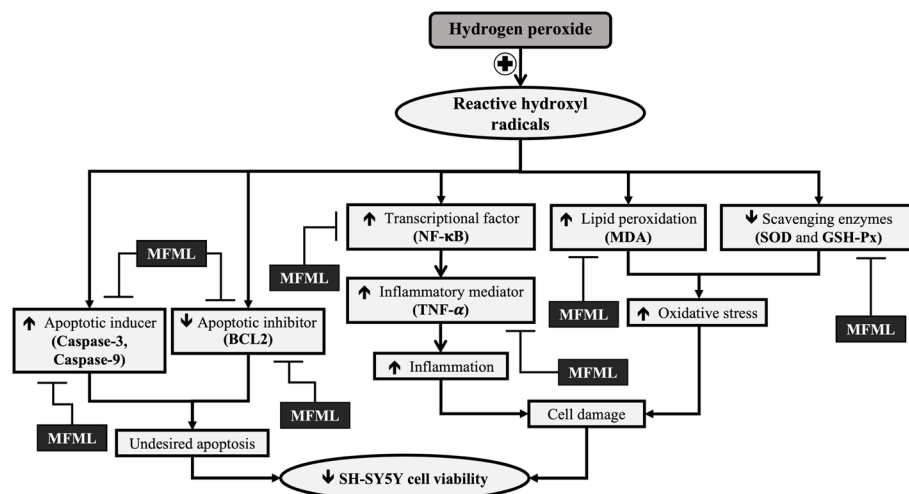 Hydrogen peroxide
Reactive hydroxyl
radicals
Transcriptional factor
(NF-κB)
Lipid peroxidation
(MDA)
Scavenging enzymes
(SOD and GSH-Px)
MFML
MFML
Inflammatory mediator
(TNF-α)
MFML
Oxidative stress
MFML
Apoptotic inducer
(Caspase-3,
Caspase-9)
Apoptotic inhibitor
(BCL2)
Inflammation
MFML
MFML
MFML
Cell damage
Undesired apoptosis
SH-SY5Y cell viability